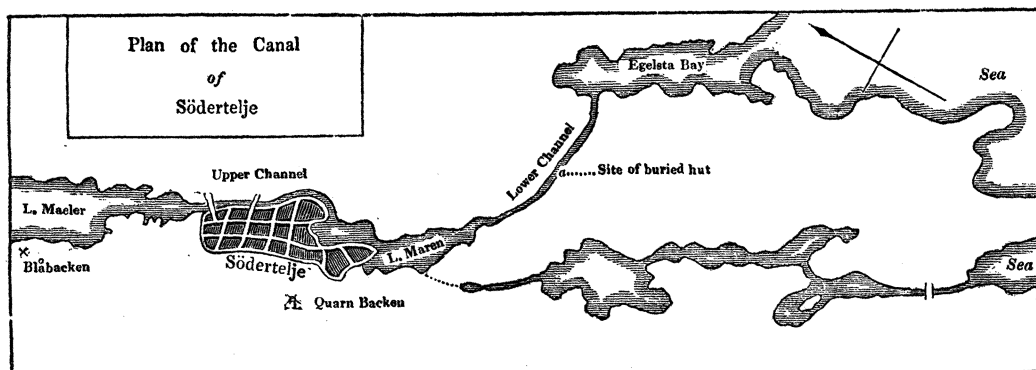 Plan of the Canal
of
Södertelje
Egelsta Bay
Sea
Lower Channel
a
Site of buried hut
Upper Channel
L. Maeler
L. Maren
Blåbacken
Södertelje
Quarn Backen
Sea